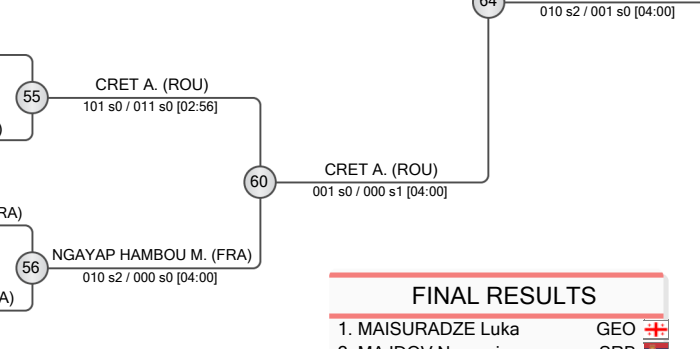 64
010 s2 / 001 s0 [04:00]
CRET A. (ROU)
55
101 s0 / 011 s0 [02:56]
)
CRET A. (ROU)
60
001 s0 / 000 s1 [04:00]
RA)
NGAYAP HAMBOU M. (FRA)
56
010 s2 / 000 s0 [04:00]
A)
FINAL RESULTS
1. MAISURADZE Luka GEO